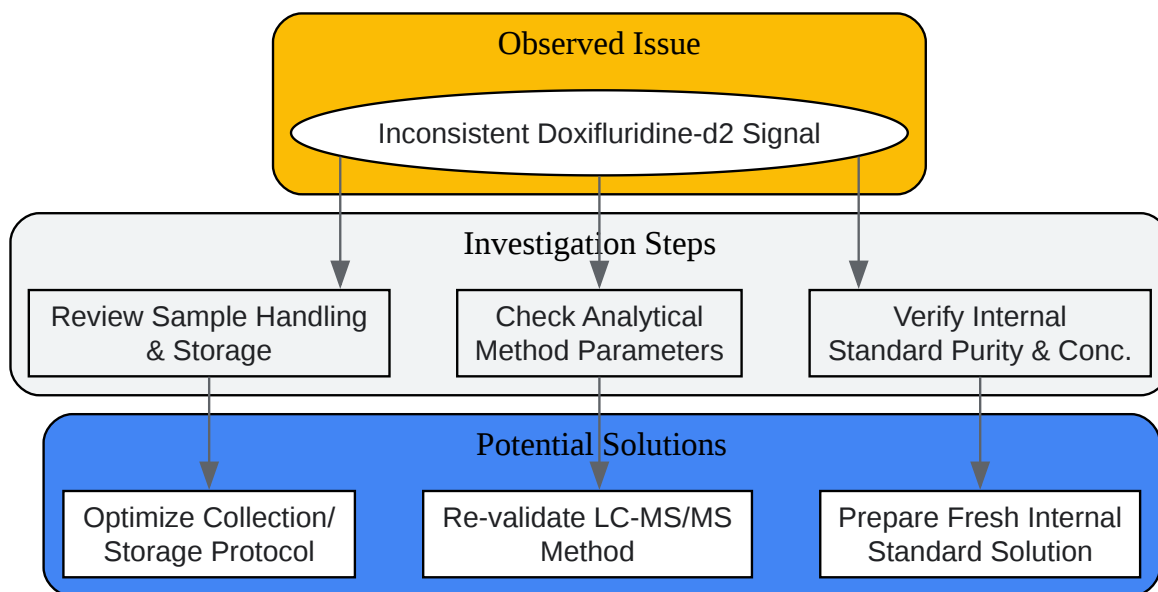 Observed Issue
Inconsistent Doxifluridine-d2 Signal
Investigation Steps
Review Sample Handling
& Storage
Check Analytical
Method Parameters
Verify Internal
Standard Purity & Conc.
Potential Solutions
Optimize Collection/
Storage Protocol
Re-validate LC-MS/MS
Method
Prepare Fresh Internal
Standard Solution